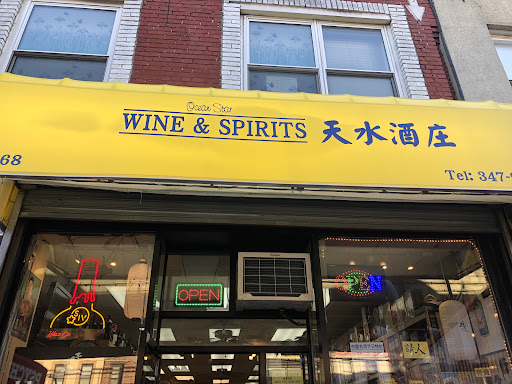 Ocean Star
WINE & SPIRITS 天水酒庄
68
Tel: 347-
OPEN
OPEN